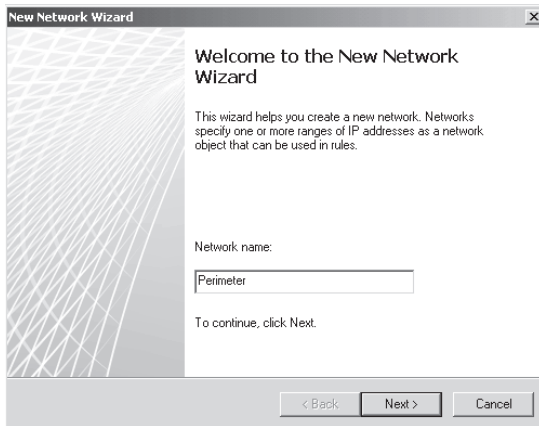 New Network Wizard
Welcome to the New Network
Wizard
This wizard helps you create a new network. Networks
specify one or more ranges of IP addresses as a network
object that can be used in rules.
Network name:
Perimeter
To continue, click Next.
< Back
Next >
Cancel